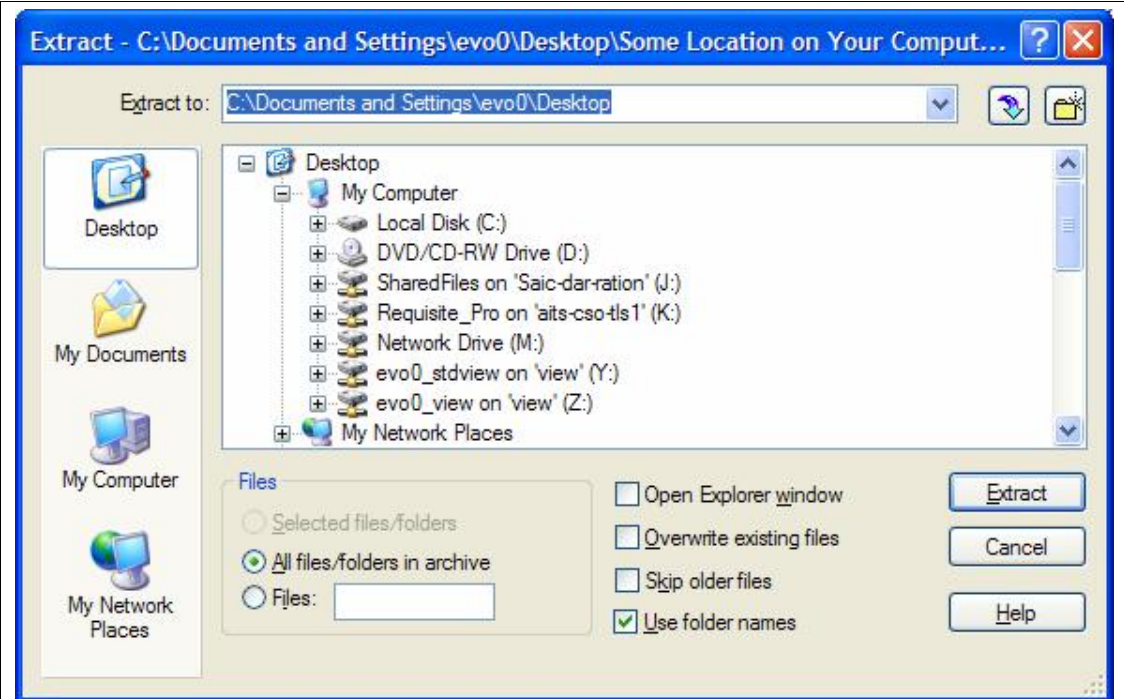 Extract - C:\Documents and Settings\evo0\Desktop\Some Location on Your Comput...
Extract to: C:\Documents and Settings\evo0\Desktop
Desktop
My Documents
My Computer
My Network Places
Desktop
My Computer
Local Disk (C:)
DVD/CD-RW Drive (D:)
SharedFiles on 'Saic-dar-ration' (J:)
Requisite_Pro on 'aits-cso-tls1' (K:)
Network Drive (M:)
evo0_stdview on 'view' (Y:)
evo0_view on 'view' (Z:)
My Network Places
Files
Selected files/folders
All files/folders in archive
Files:
Open Explorer window
Overwrite existing files
Skip older files
Use folder names
Extract
Cancel
Help